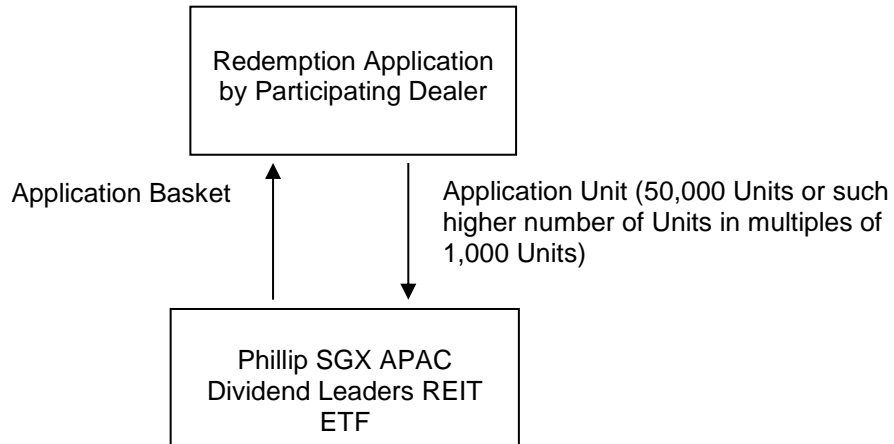 Redemption Application
by Participating Dealer
Application Basket
Application Unit (50,000 Units or such
higher number of Units in multiples of
1,000 Units)
Phillip SGX APAC
Dividend Leaders REIT
ETF